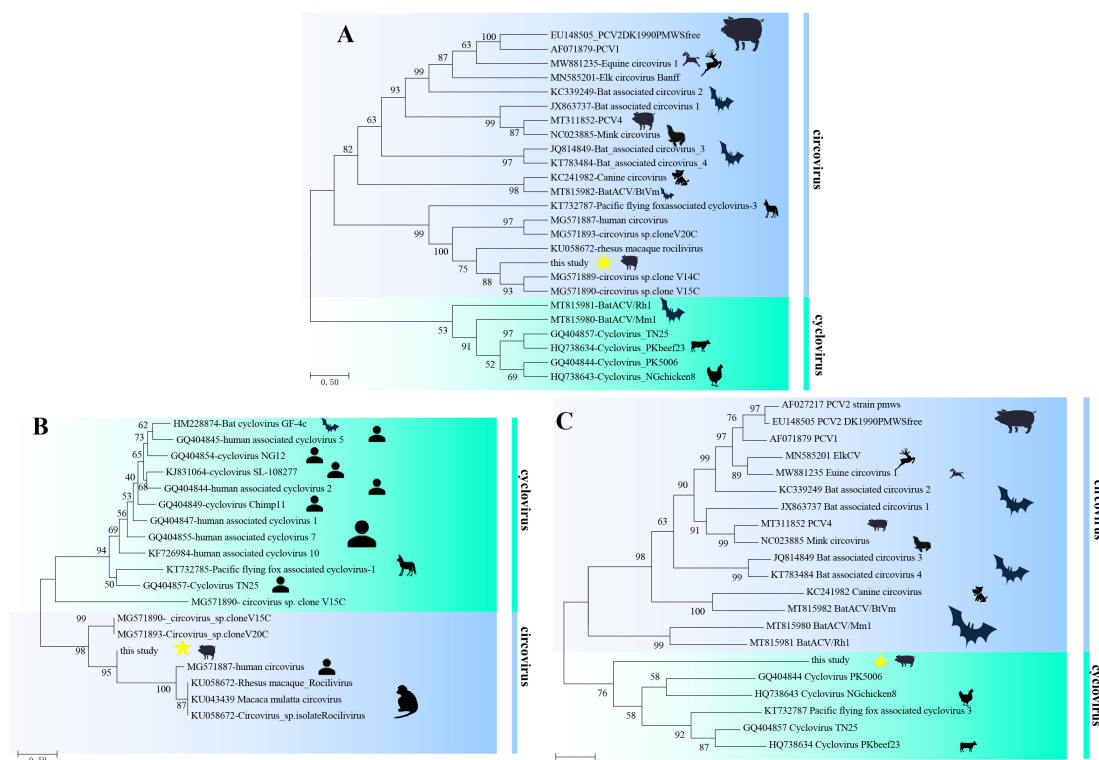 A
EU148505_PCV2DK1990PMWSfree
AF071879-PCV1
MW881235-Equine circovirus 1
MN585201-Elk circovirus Banff
KC339249-Bat associated circovirus 2
JX863737-Bat associated circovirus 1
MT311852-PCV4
NC023885-Mink circovirus
JQ814849-Bat_associated_circovirus_3
KT783484-Bat_associated_circovirus_4
KC241982-Canine circovirus
MT815982-BatACV/BtVm
KT732787-Pacific flying foxassociated cyclovirus-3
MG571887-human circovirus
MG571893-circovirus sp.cloneV20C
KU058672-rhesus macaque rocilivirus
this study
MG571889-circovirus sp.clone V14C
MG571890-circovirus sp.clone V15C
MT815981-BatACV/Rh1
MT815980-BatACV/Mm1
GQ404857-Cyclovirus_TN25
HQ738634-Cyclovirus_PKbeef23
GQ404844-Cyclovirus_PK5006
HQ738643-Cyclovirus_NGchicken8
100
63
87
99
93
63
99
87
82
97
98
97
99
100
75
88
93
53
97
91
52
69
0.50
circovirus
cyclovirus
B
HM228874-Bat cyclovirus GF-4c
GQ404845-human associated cyclovirus 5
GQ404854-cyclovirus NG12
KJ831064-cyclovirus SL-108277
GQ404844-human associated cyclovirus 2
GQ404849-cyclovirus Chimp11
GQ404847-human associated cyclovirus 1
GQ404855-human associated cyclovirus 7
KF726984-human associated cyclovirus 10
KT732785-Pacific flying fox associated cyclovirus-1
GQ404857-Cyclovirus TN25
MG571890- circovirus sp. clone V15C
MG571890-_circovirus_sp.cloneV15C
MG571893-Circovirus_sp.cloneV20C
this study
MG571887-human circovirus
KU058672-Rhesus macaque_Rocilivirus
KU043439 Macaca mulatta circovirus
KU058672-Circovirus_sp.isolateRocilivirus
62
73
65
40
68
53
56
69
94
50
99
98
95
100
87
0.50
cyclovirus
circovirus
C
AF027217 PCV2 strain pmws
EU148505 PCV2 DK1990PMWSfree
AF071879 PCV1
MN585201 ElkCV
MW881235 Euine circovirus 1
KC339249 Bat associated circovirus 2
JX863737 Bat associated circovirus 1
MT311852 PCV4
NC023885 Mink circovirus
JQ814849 Bat associated circovirus 3
KT783484 Bat associated circovirus 4
KC241982 Canine circovirus
MT815982 BatACV/BtVm
MT815980 BatACV/Mm1
MT815981 BatACV/Rh1
this study
GQ404844 Cyclovirus PK5006
HQ738643 Cyclovirus NGchicken8
KT732787 Pacific flying fox associated cyclovirus 3
GQ404857 Cyclovirus TN25
HQ738634 Cyclovirus PKbeef23
97
76
97
99
89
90
63
91
99
98
99
100
99
76
58
58
92
87